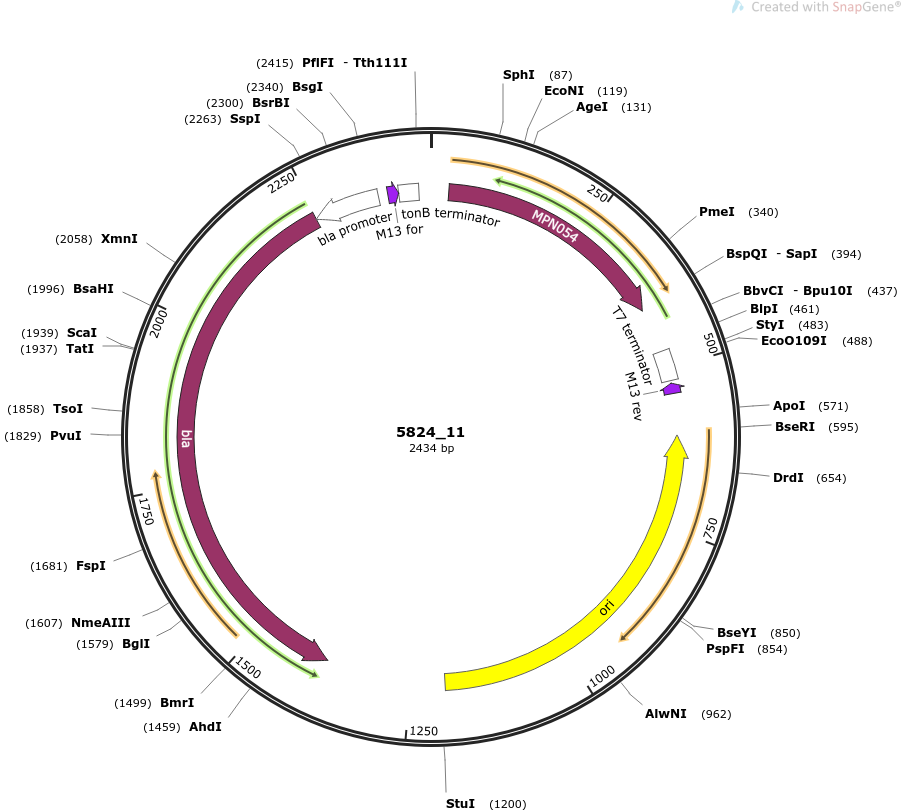 Created with SnapGene®
(2415) PflFI - Tth111I
(2340) BsgI
(2300) BsrBI
(2263) SspI
SphI (87)
EcoNI (119)
AgeI (131)
PmeI (340)
BspQI - SapI (394)
BbvCI - Bpu10I (437)
BlpI (461)
StyI (483)
EcoO109I (488)
ApoI (571)
BseRI (595)
DrdI (654)
BseYI (850)
PspFI (854)
AlwNI (962)
StuI (1200)
(1459) AhdI
(1499) BmrI
(1579) BglI
(1607) NmeAIII
(1681) FspI
(1829) PvuI
(1858) TsoI
(1937) TatI
(1939) ScaI
(1996) BsaHI
(2058) XmnI
250
500
750
1000
1250
1500
1750
2000
2250
MPN054
T7 terminator
M13 rev
ori
bla
bla promoter
M13 for
tonB terminator
5824_11
2434 bp